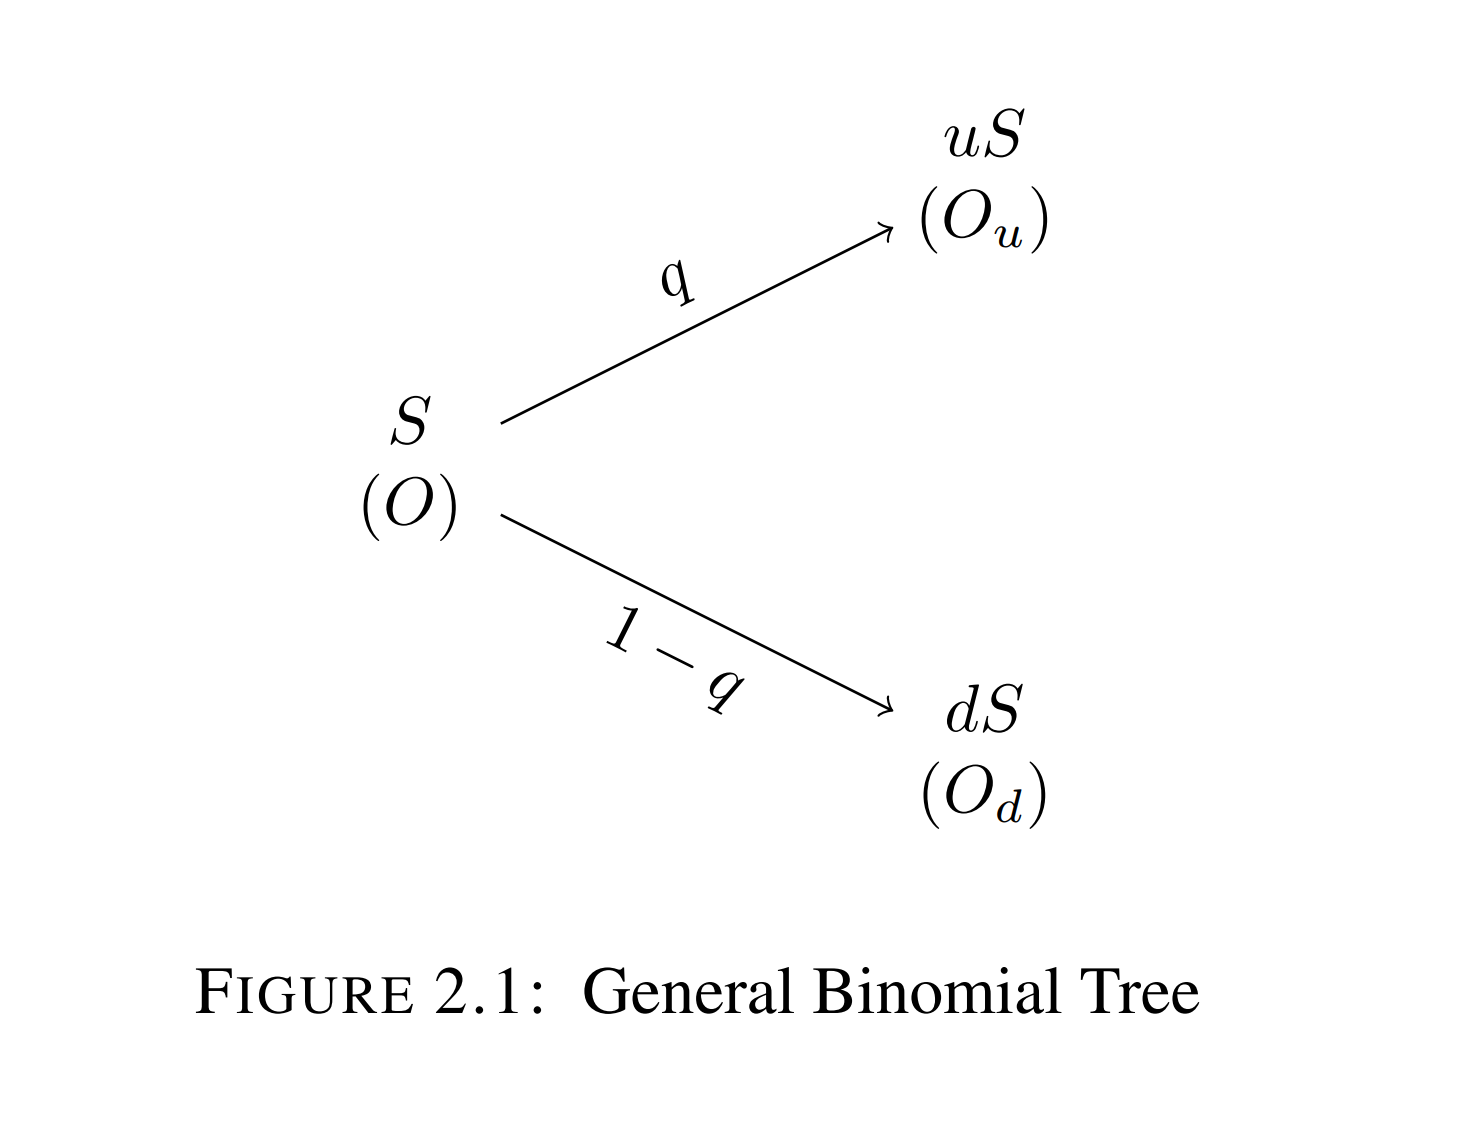 uS
(O_u)
q
S
(O)
1 − q
dS
(O_d)
FIGURE 2.1: General Binomial Tree